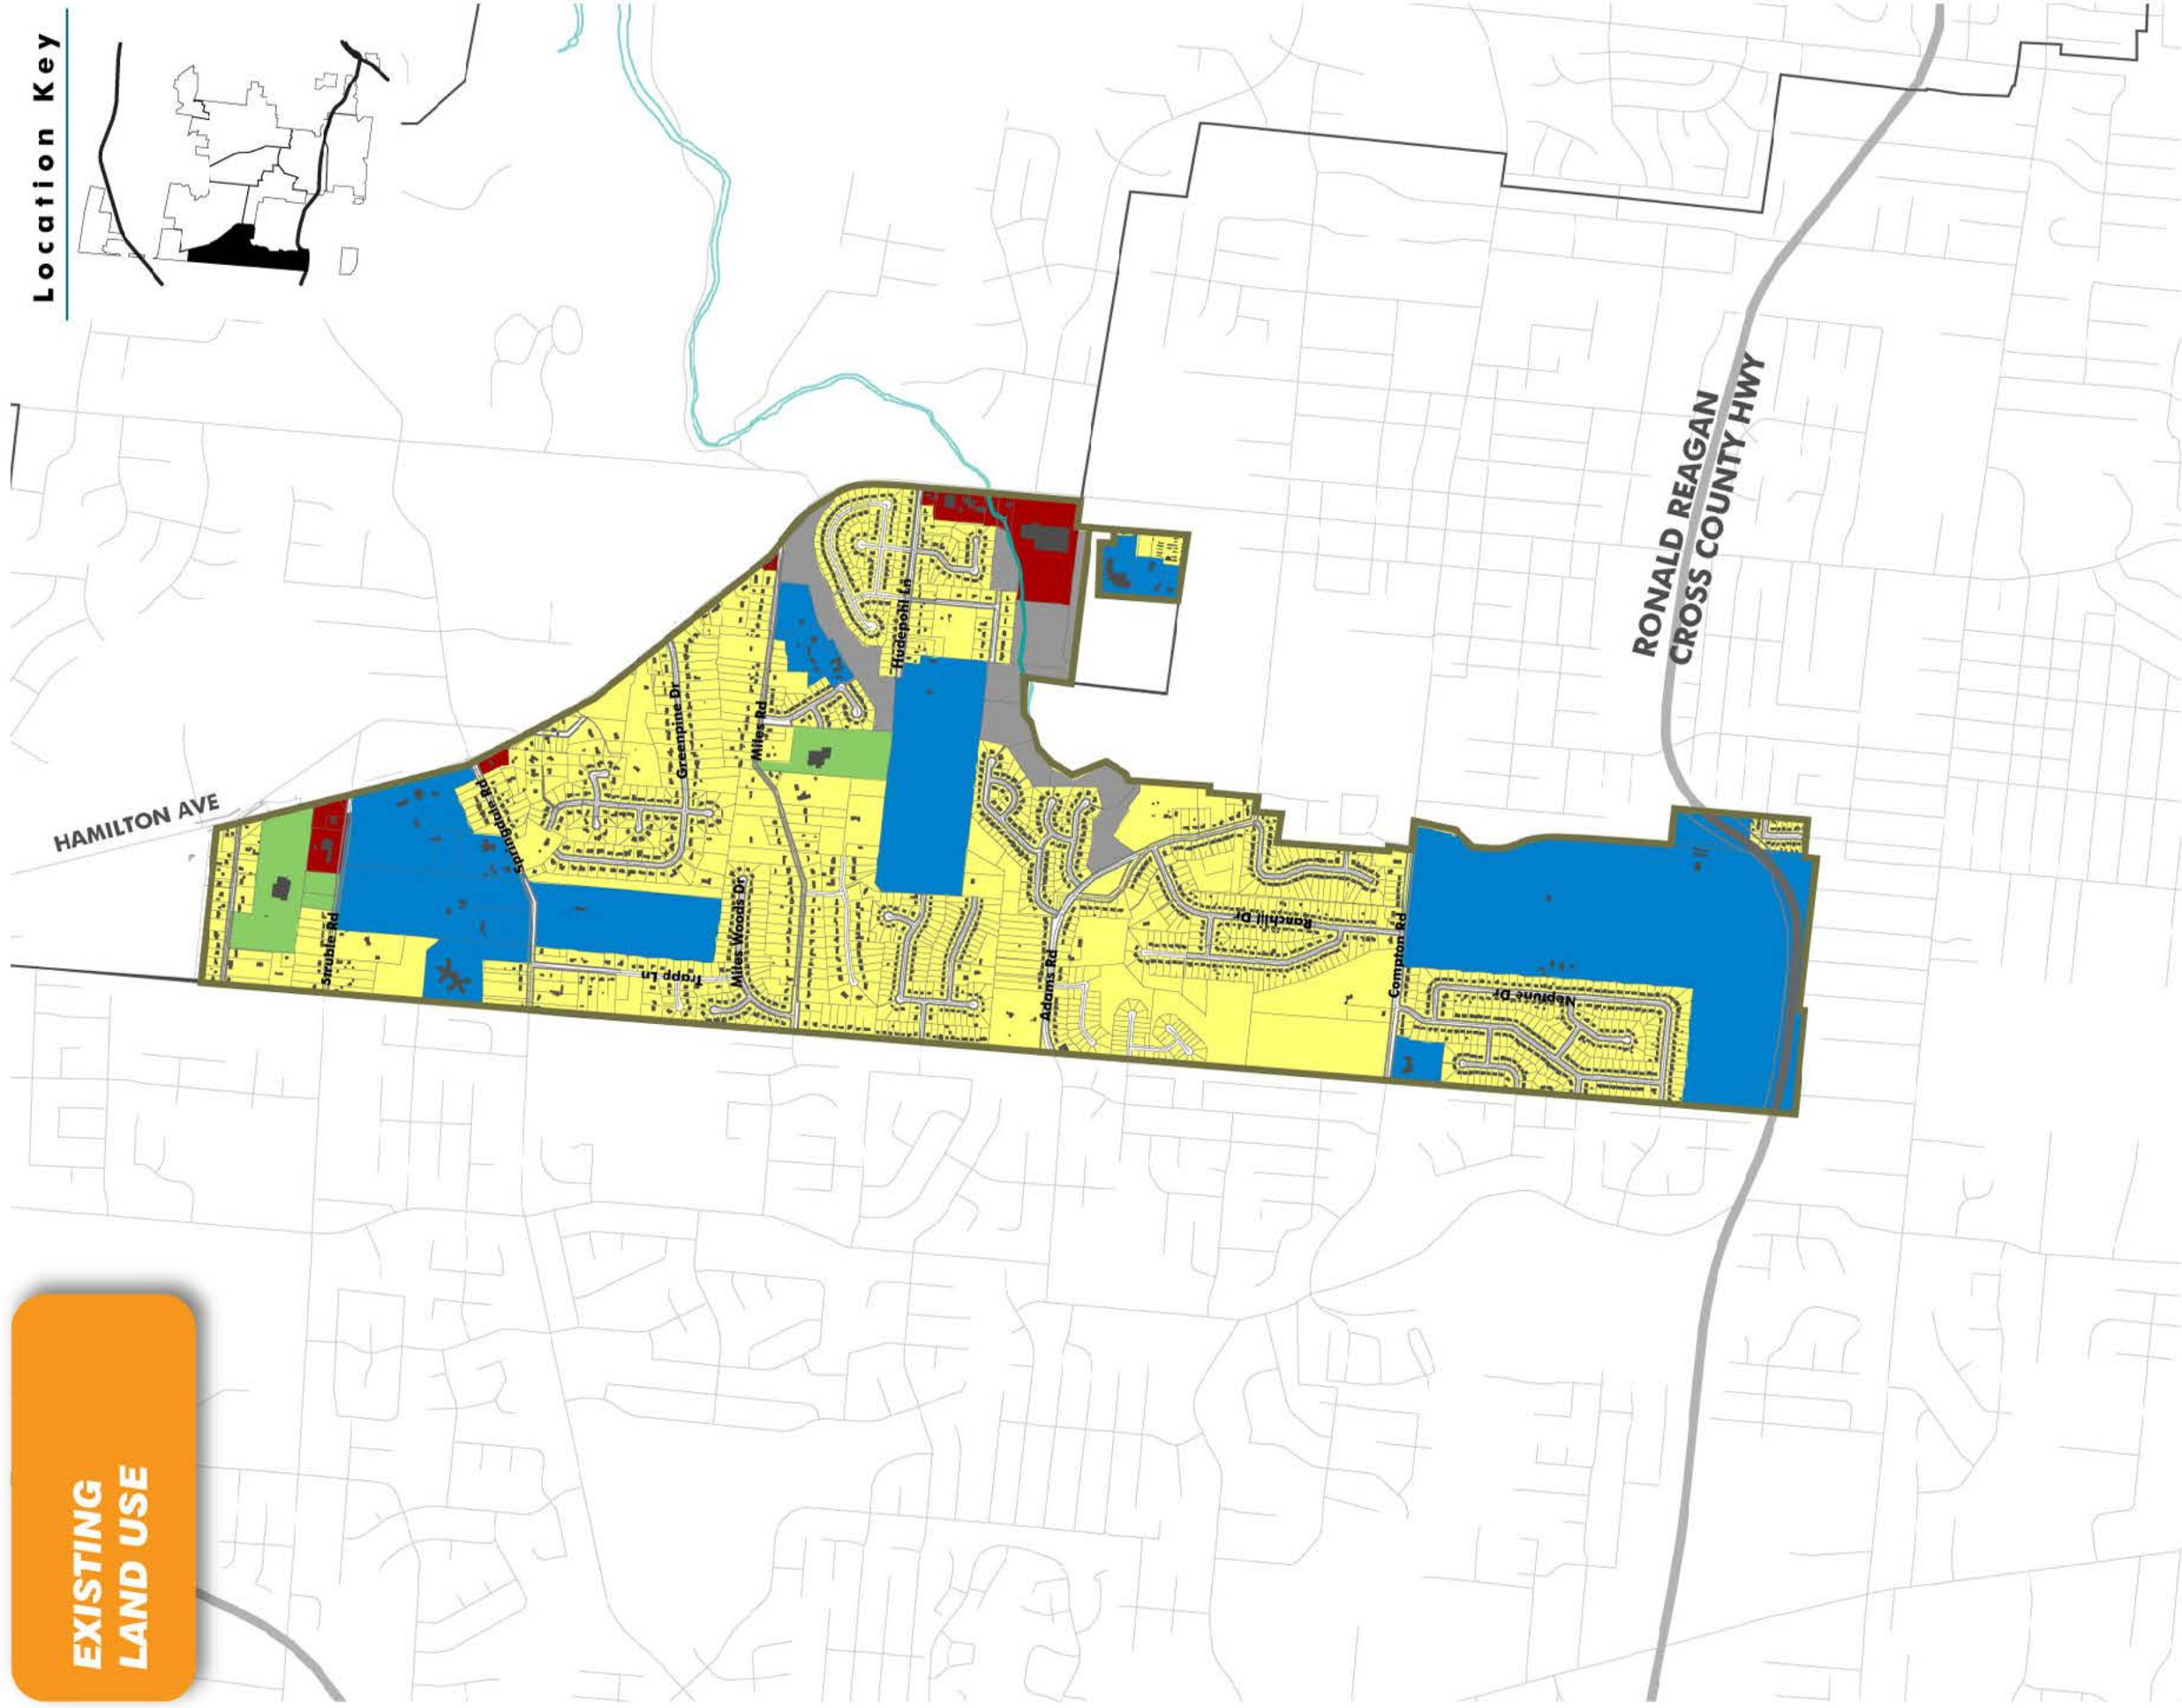 EXISTING
LAND USE
Location Key
HAMILTON AVE
Struble Rd
Springdale Rd
Greenpine Dr
Miles Rd
Hudepohl Ln
Trapp Ln
Miles Woods Dr
Adams Rd
Ranchill Dr
Compton Rd
Neptune Dr
RONALD REAGAN
CROSS COUNTY HWY